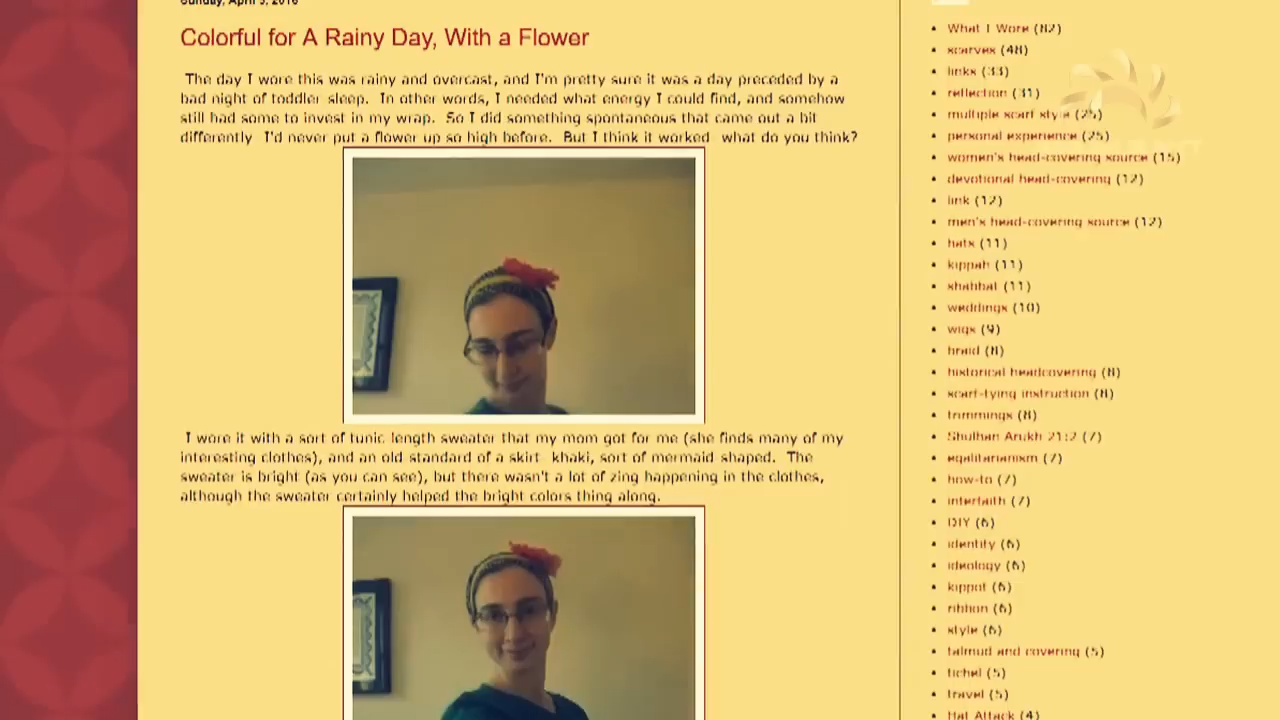 Sunday, April 3, 2016
Colorful for A Rainy Day, With a Flower
The day I wore this was rainy and overcast, and I'm pretty sure it was a day preceded by a
bad night of toddler sleep. In other words, I needed what energy I could find, and somehow
still had some to invest in my wrap. So I did something spontaneous that came out a bit
differently I'd never put a flower up so high before. But I think it worked what do you think?
I wore it with a sort of tunic length sweater that my mom got for me (she finds many of my
interesting clothes), and an old standard of a skirt khaki, sort of mermaid shaped. The
sweater is bright (as you can see), but there wasn't a lot of zing happening in the clothes,
although the sweater certainly helped the bright colors thing along.
What I Wore (82)
scarves (48)
links (33)
reflection (31)
multiple scarf style (25)
personal experience (25)
women's head-covering source (15)
devotional head-covering (12)
link (12)
men's head-covering source (12)
hats (11)
kippah (11)
shabbat (11)
weddings (10)
wigs (9)
braid (8)
historical headcovering (8)
scarf-tying instruction (8)
trimmings (8)
Shulhan Arukh 21:2 (7)
egalitarianism (7)
how-to (7)
interfaith (7)
DIY (6)
identity (6)
ideology (6)
kippot (6)
ribbon (6)
style (6)
talmud and covering (5)
tichel (5)
travel (5)
Hat Attack (4)